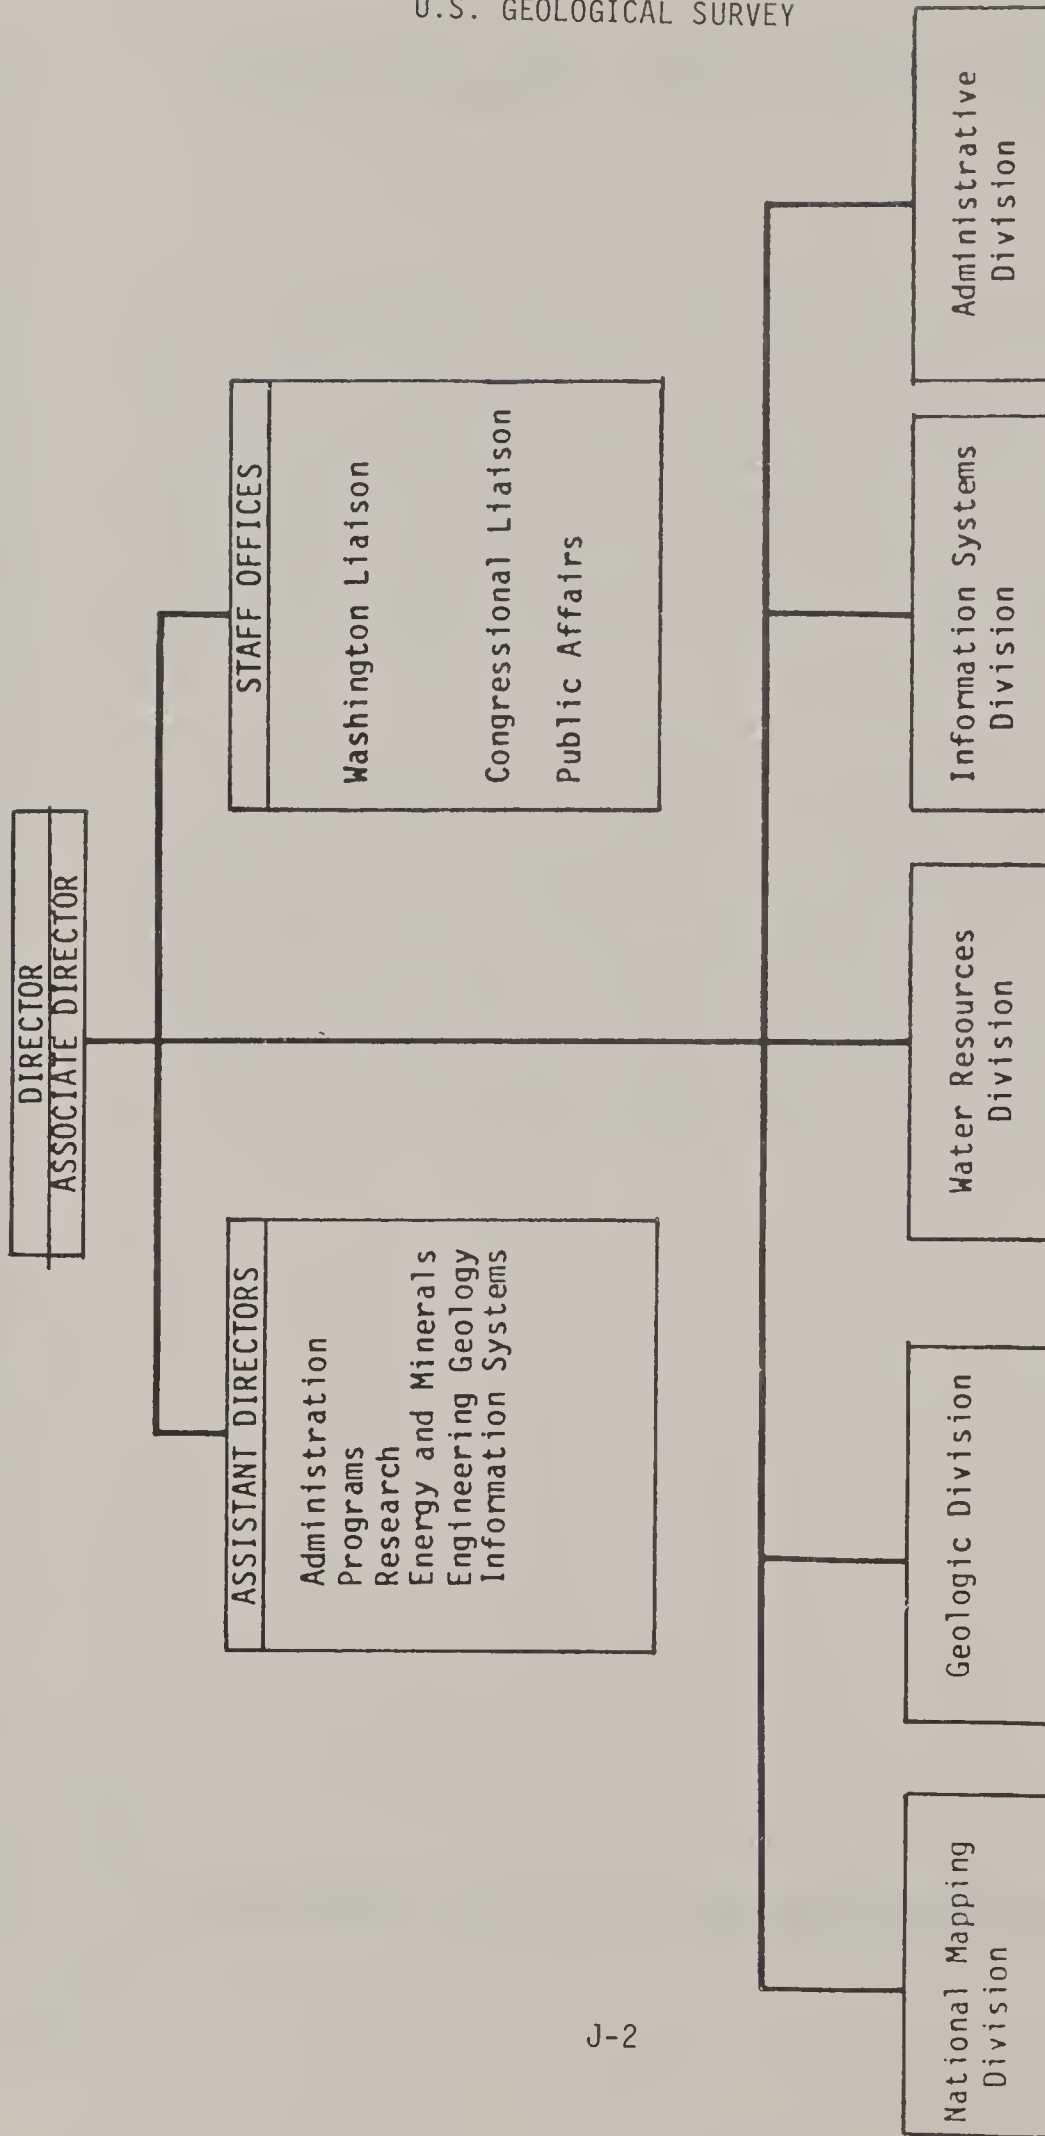 U.S. GEOLOGICAL SURVEY
DIRECTOR
ASSOCIATE DIRECTOR
ASSISTANT DIRECTORS
Administration
Programs
Research
Energy and Minerals
Engineering Geology
Information Systems
STAFF OFFICES
Washington Liaison
Congressional Liaison
Public Affairs
National Mapping
Division
Geologic Division
Water Resources
Division
Information Systems
Division
Administrative
Division
J-2